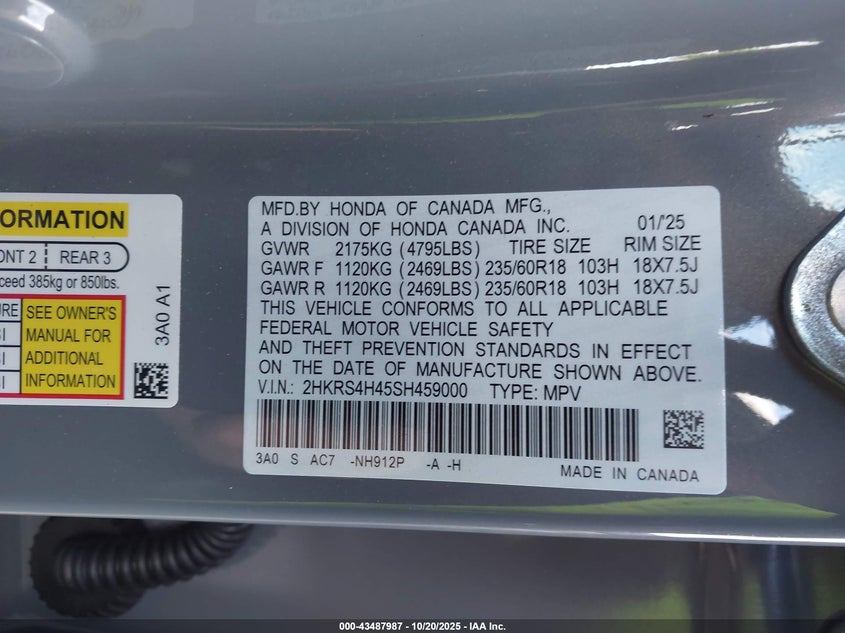 ORMATION
ONT 2 | REAR 3
ceed 385kg or 850lbs.
URE
SI
SI
SI
SEE OWNER'S
MANUAL FOR
ADDITIONAL
INFORMATION
3A0 A1
MFD.BY HONDA OF CANADA MFG.,
A DIVISION OF HONDA CANADA INC. 01/'25
GVWR 2175KG (4795LBS) TIRE SIZE RIM SIZE
GAWR F 1120KG (2469LBS) 235/60R18 103H 18X7.5J
GAWR R 1120KG (2469LBS) 235/60R18 103H 18X7.5J
THIS VEHICLE CONFORMS TO ALL APPLICABLE
FEDERAL MOTOR VEHICLE SAFETY
AND THEFT PREVENTION STANDARDS IN EFFECT
ON THE DATE OF MANUFACTURE SHOWN ABOVE.
V.I.N.: 2HKRS4H45SH459000 TYPE: MPV
3A0 S AC7 -NH912P -A -H
MADE IN CANADA
000-43487987 - 10/20/2025 - IAA Inc.